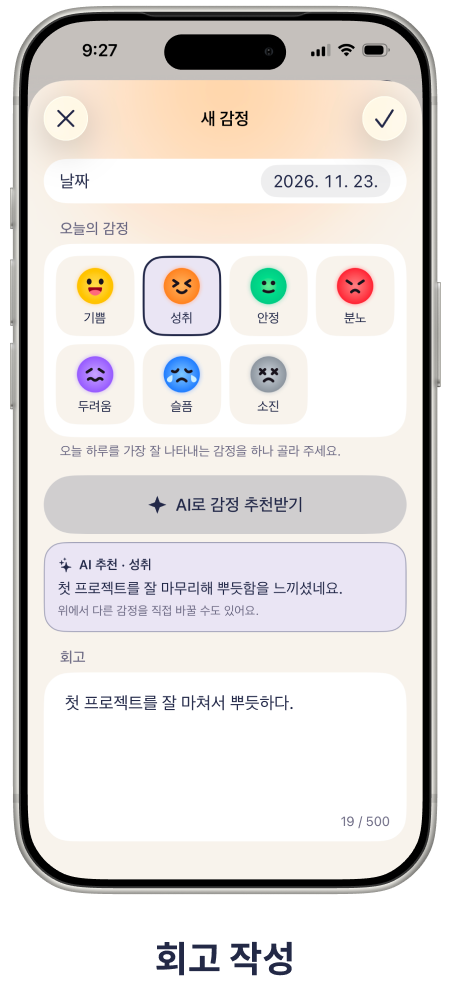 9:27
새 감정
날짜
2026. 11. 23.
오늘의 감정
기쁨
성취
안정
분노
두려움
슬픔
소진
오늘 하루를 가장 잘 나타내는 감정을 하나 골라 주세요.
AI로 감정 추천받기
AI 추천 · 성취
첫 프로젝트를 잘 마무리해 뿌듯함을 느끼셨네요.
위에서 다른 감정을 직접 바꿀 수도 있어요.
회고
첫 프로젝트를 잘 마쳐서 뿌듯하다.
19 / 500
회고 작성